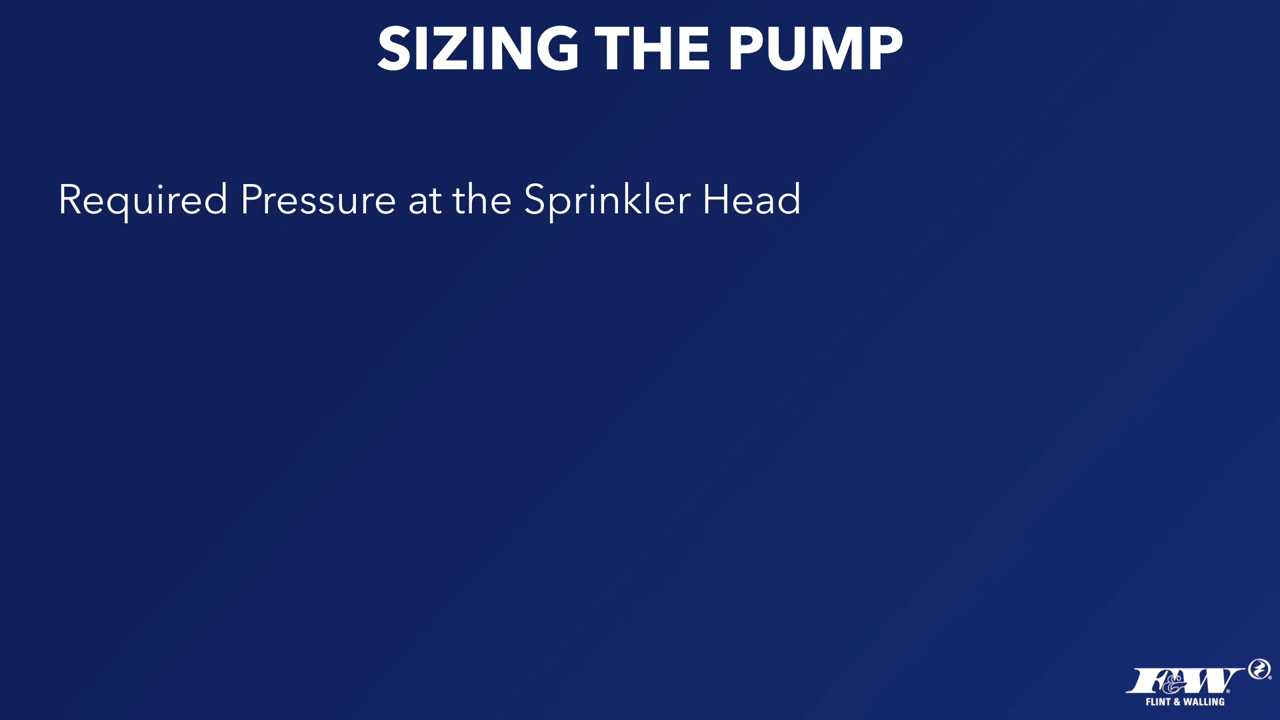 SIZING THE PUMP
Required Pressure at the Sprinkler Head
F&W
FLINT & WALLING